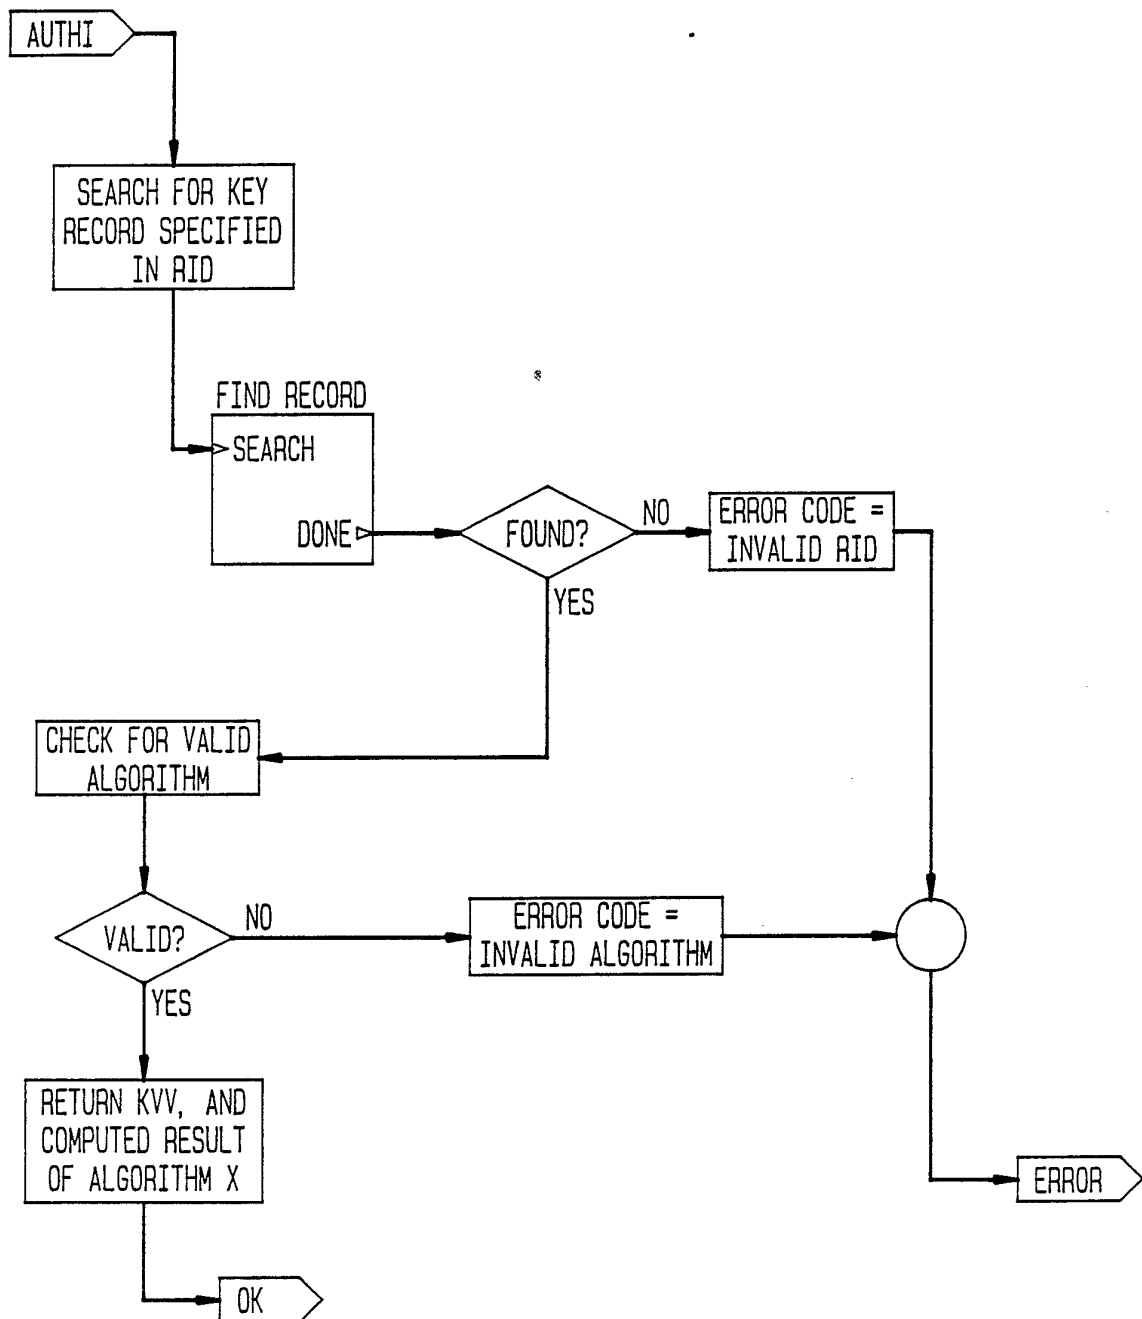 AUTHI
SEARCH FOR KEY
RECORD SPECIFIED
IN RID
FIND RECORD
SEARCH
DONE
FOUND?
NO
ERROR CODE =
INVALID RID
YES
CHECK FOR VALID
ALGORITHM
VALID?
NO
ERROR CODE =
INVALID ALGORITHM
YES
RETURN KVV, AND
COMPUTED RESULT
OF ALGORITHM X
ERROR
OK